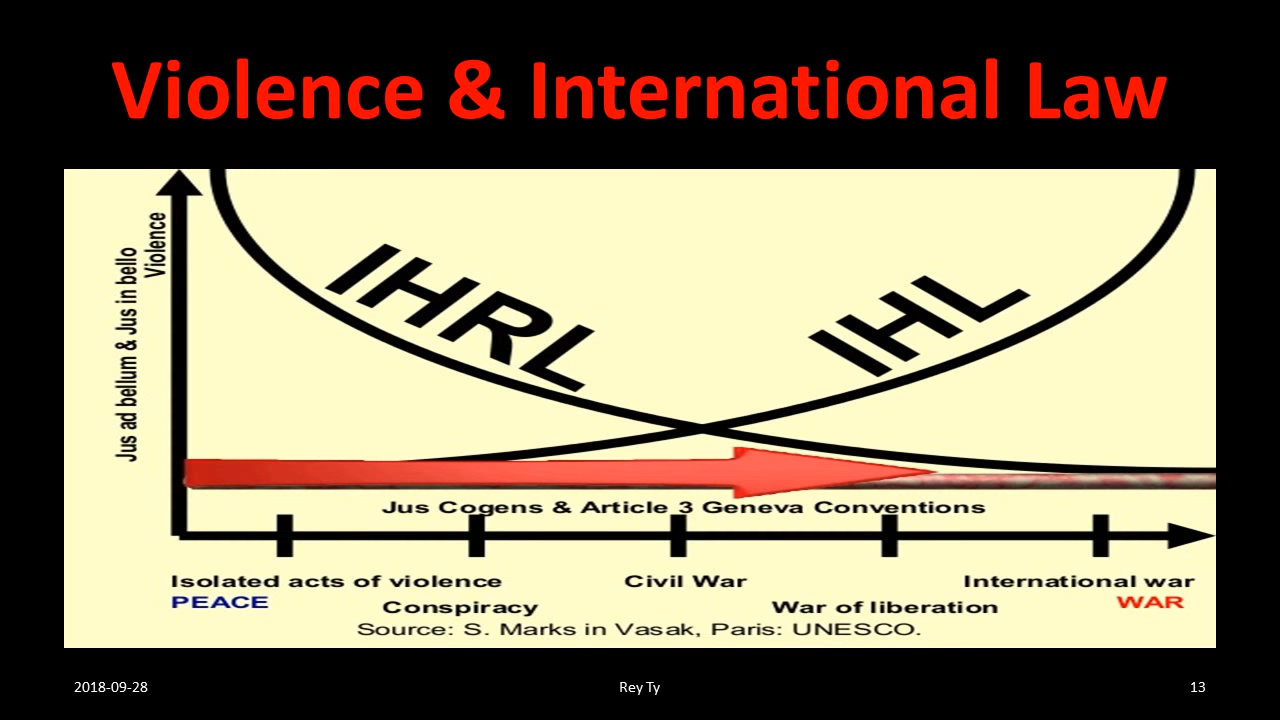 Violence & International Law
Violence
Jus ad bellum & Jus in bello
IHRL
IHL
Jus Cogens & Article 3 Geneva Conventions
Isolated acts of violence
Civil War
International war
PEACE
WAR
Conspiracy
War of liberation
Source: S. Marks in Vasak, Paris: UNESCO.
2018-09-28
Rey Ty
13